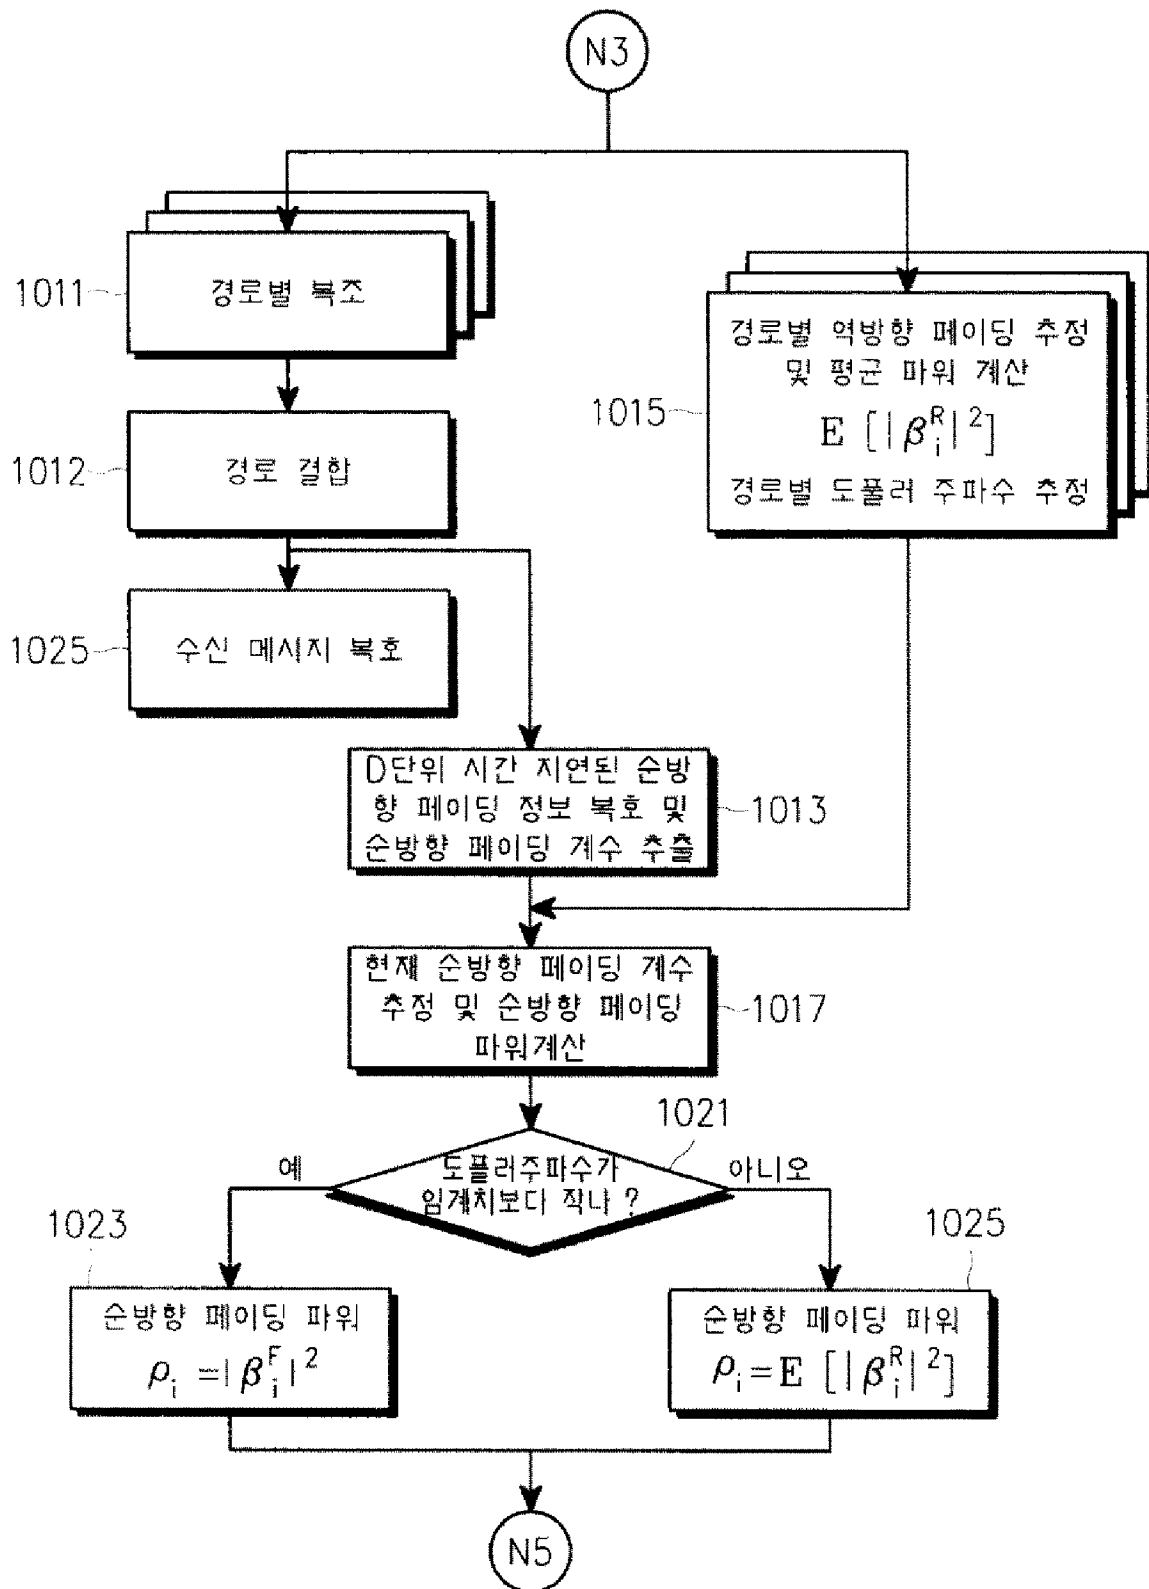 N3
1011
경로별 복조
경로별 역방향 페이딩 추정
및 평균 파워 계산
1015
E [|β_i^R|^2]
경로별 도풀러 주파수 추정
1012
경로 결합
1025
수신 메시지 복호
D단위 시간 지연된 순방
향 페이딩 정보 복호 및
순방향 페이딩 계수 추출
1013
현재 순방향 페이딩 계수
추정 및 순방향 페이딩
파워계산
1017
1021
예
도플러주파수가
임계치보다 작나 ?
아니오
1023
순방향 페이딩 파워
ρ_i =|β_i^F|^2
1025
순방향 페이딩 파워
ρ_i=E [|β_i^R|^2]
N5